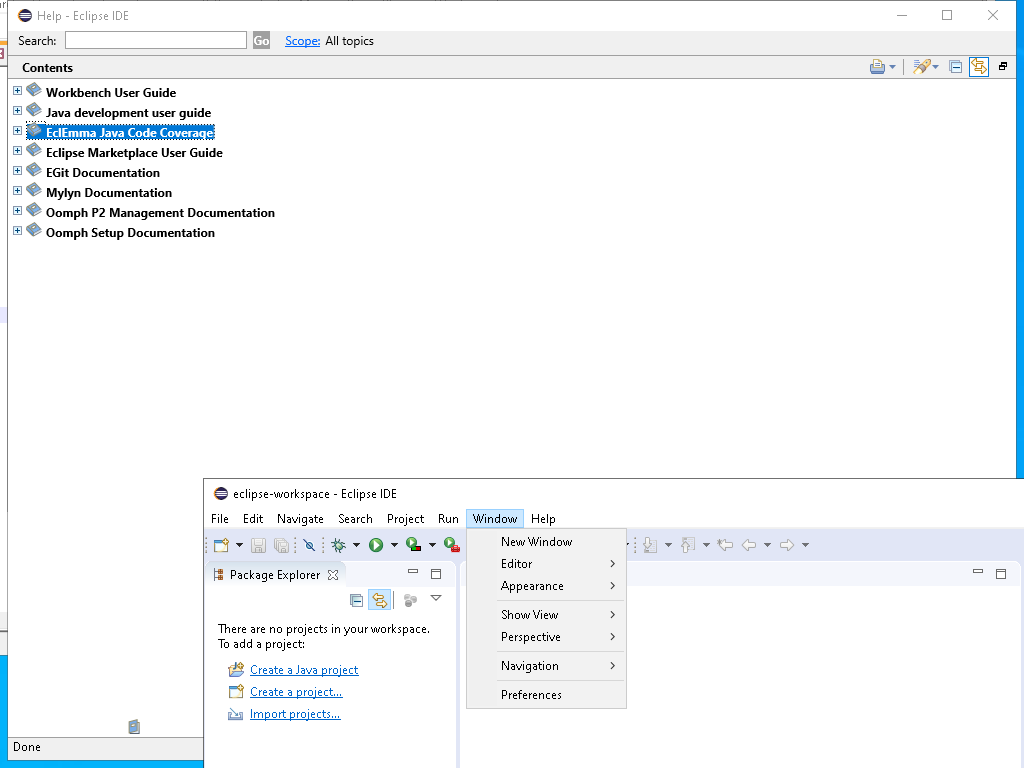 Help - Eclipse IDE
Search: Go Scope: All topics
Contents
Workbench User Guide
Java development user guide
EclEmma Java Code Coverage
Eclipse Marketplace User Guide
EGit Documentation
Mylyn Documentation
Oomph P2 Management Documentation
Oomph Setup Documentation
Done
eclipse-workspace - Eclipse IDE
File Edit Navigate Search Project Run Window Help
New Window
Editor
Appearance
Show View
Perspective
Navigation
Preferences
Package Explorer
There are no projects in your workspace.
To add a project:
Create a Java project
Create a project...
Import projects...